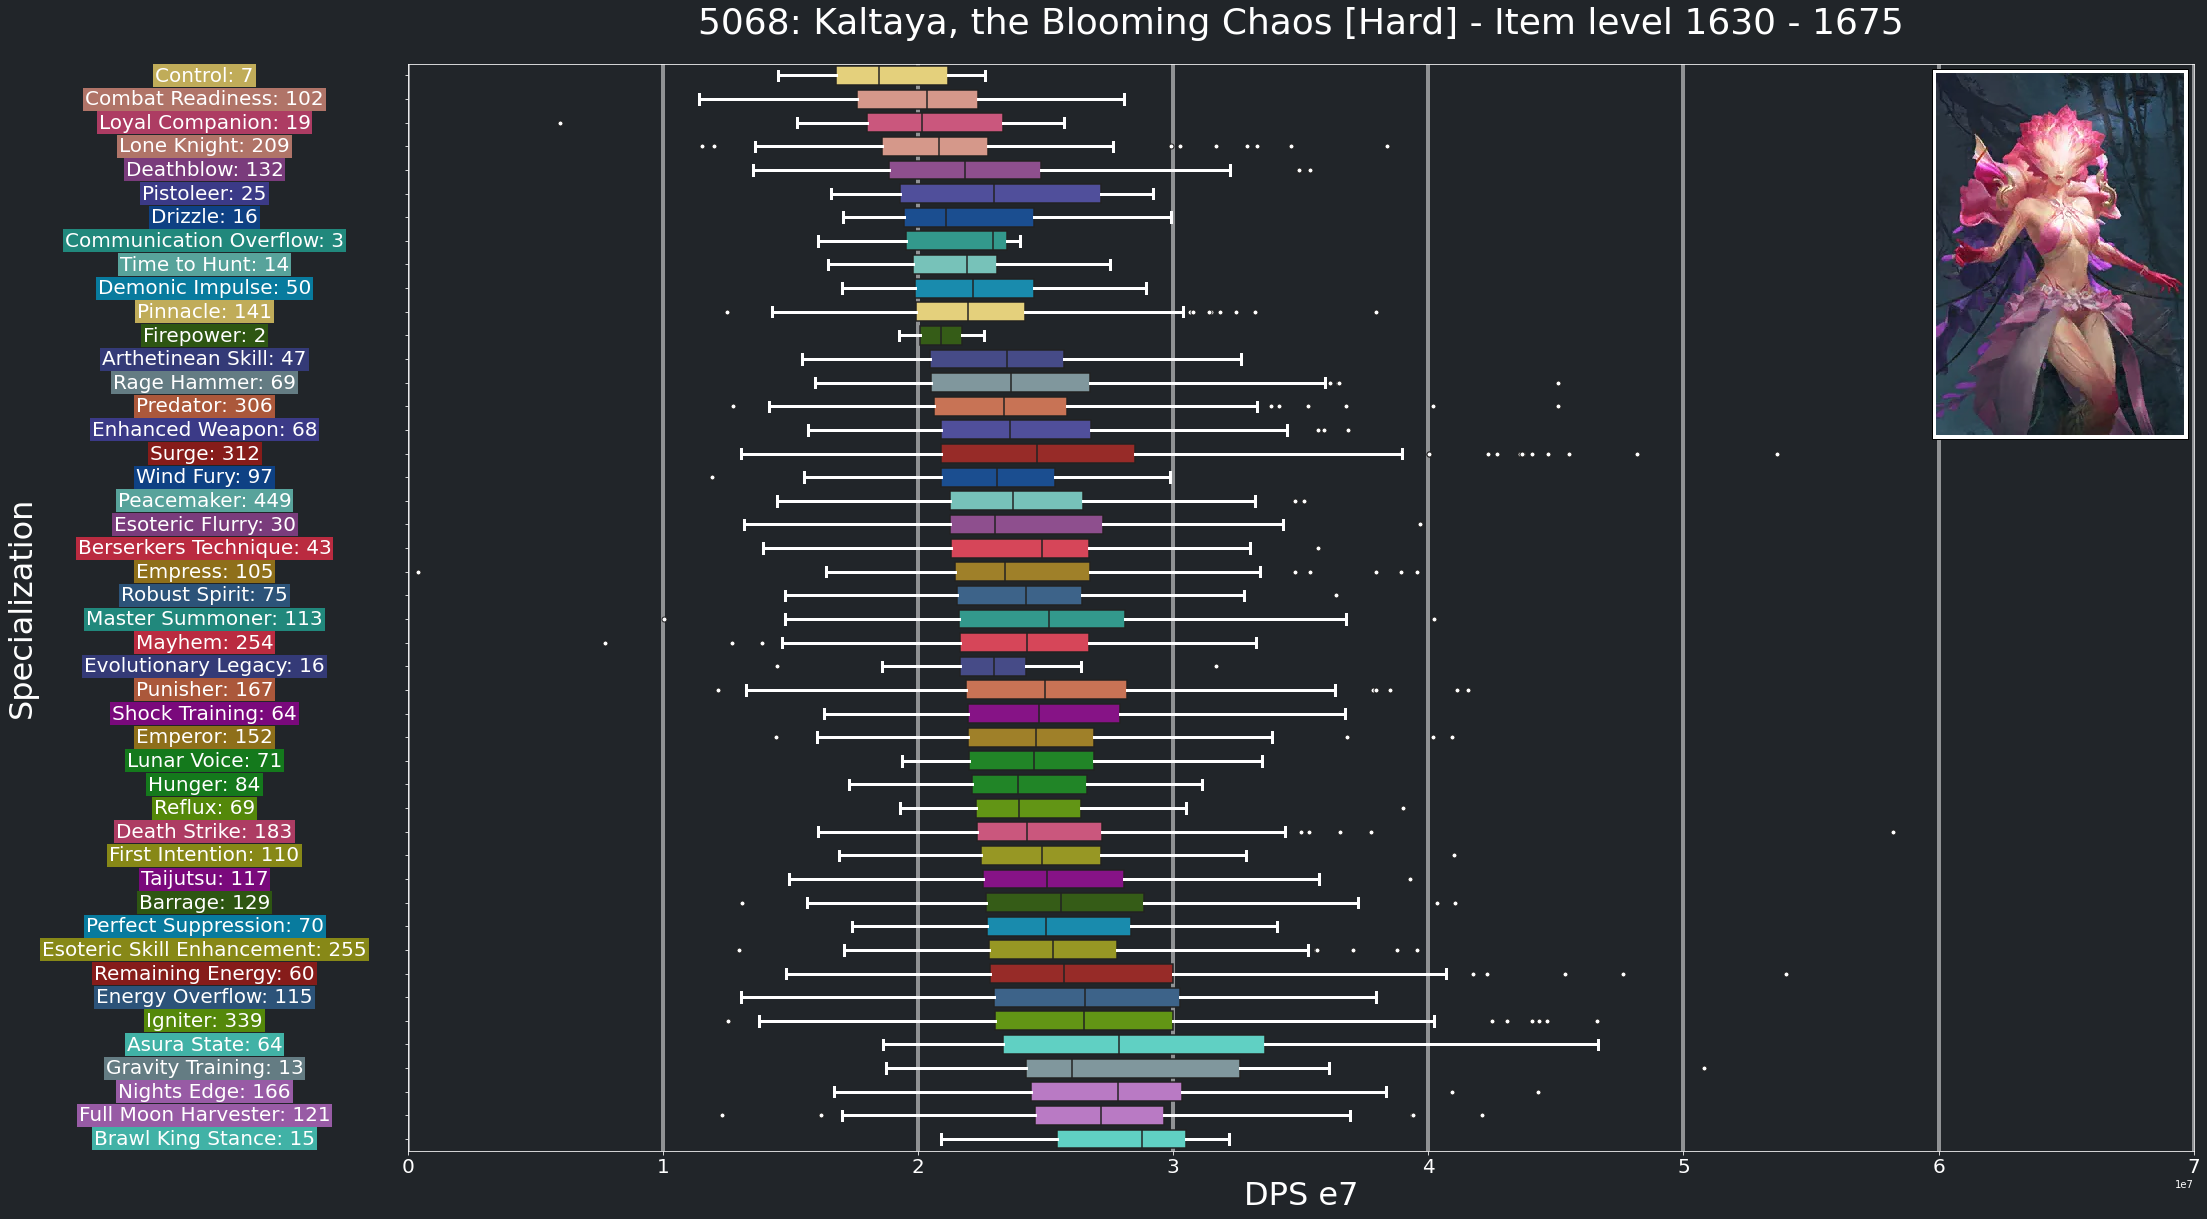 5068: Kaltaya, the Blooming Chaos [Hard] - Item level 1630 - 1675
Specialization
Control: 7
Combat Readiness: 102
Loyal Companion: 19
Lone Knight: 209
Deathblow: 132
Pistoleer: 25
Drizzle: 16
Communication Overflow: 3
Time to Hunt: 14
Demonic Impulse: 50
Pinnacle: 141
Firepower: 2
Arthetinean Skill: 47
Rage Hammer: 69
Predator: 306
Enhanced Weapon: 68
Surge: 312
Wind Fury: 97
Peacemaker: 449
Esoteric Flurry: 30
Berserkers Technique: 43
Empress: 105
Robust Spirit: 75
Master Summoner: 113
Mayhem: 254
Evolutionary Legacy: 16
Punisher: 167
Shock Training: 64
Emperor: 152
Lunar Voice: 71
Hunger: 84
Reflux: 69
Death Strike: 183
First Intention: 110
Taijutsu: 117
Barrage: 129
Perfect Suppression: 70
Esoteric Skill Enhancement: 255
Remaining Energy: 60
Energy Overflow: 115
Igniter: 339
Asura State: 64
Gravity Training: 13
Nights Edge: 166
Full Moon Harvester: 121
Brawl King Stance: 15
0 1 2 3 4 5 6 7
1e7
DPS e7